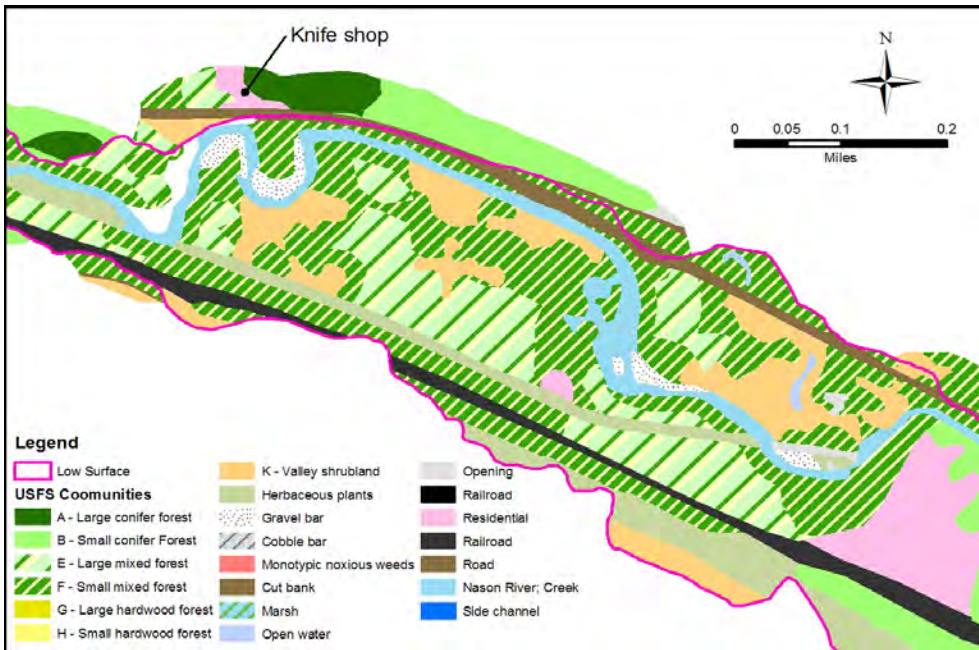 Knife shop
N
0 0.05 0.1 0.2
Miles
Legend
Low Surface
USFS Coomunities
A - Large conifer forest
B - Small conifer Forest
E - Large mixed forest
F - Small mixed forest
G - Large hardwood forest
H - Small hardwood forest
K - Valley shrubland
Herbaceous plants
Gravel bar
Cobble bar
Monotypic noxious weeds
Cut bank
Marsh
Open water
Opening
Railroad
Residential
Railroad
Road
Nason River; Creek
Side channel